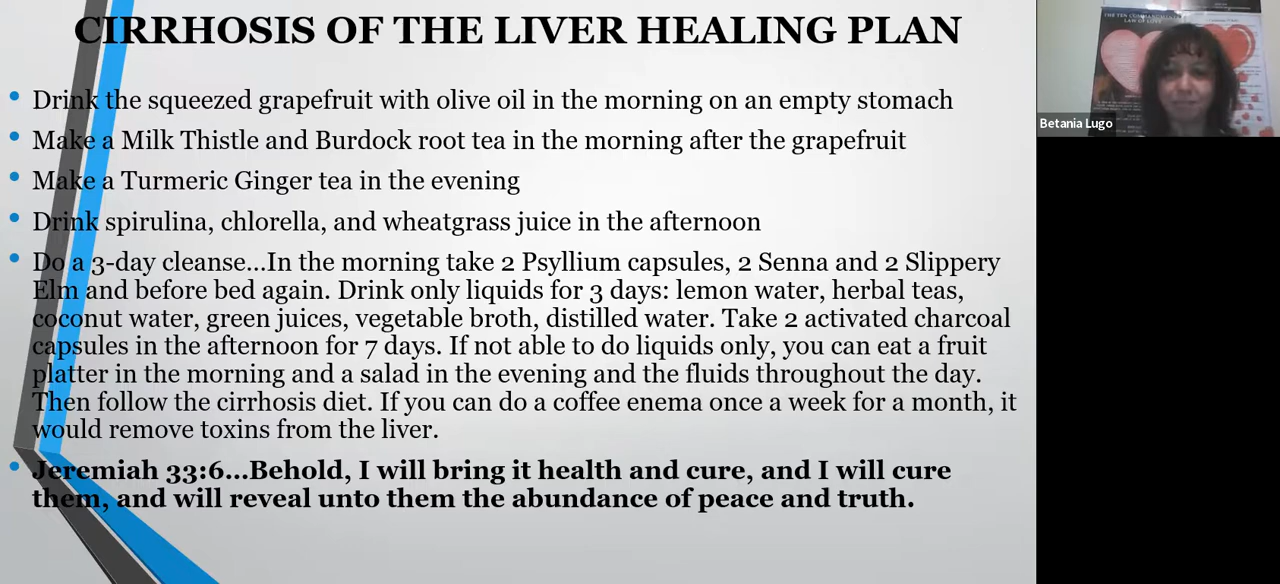 CIRRHOSIS OF THE LIVER HEALING PLAN
• Drink the squeezed grapefruit with olive oil in the morning on an empty stomach
• Make a Milk Thistle and Burdock root tea in the morning after the grapefruit
• Make a Turmeric Ginger tea in the evening
• Drink spirulina, chlorella, and wheatgrass juice in the afternoon
• Do a 3-day cleanse...In the morning take 2 Psyllium capsules, 2 Senna and 2 Slippery
Elm and before bed again. Drink only liquids for 3 days: lemon water, herbal teas,
coconut water, green juices, vegetable broth, distilled water. Take 2 activated charcoal
capsules in the afternoon for 7 days. If not able to do liquids only, you can eat a fruit
platter in the morning and a salad in the evening and the fluids throughout the day.
Then follow the cirrhosis diet. If you can do a coffee enema once a week for a month, it
would remove toxins from the liver.
• Jeremiah 33:6...Behold, I will bring it health and cure, and I will cure
them, and will reveal unto them the abundance of peace and truth.
THE TEN COMMANDMENTS
LAW OF LOVE
Betania Lugo